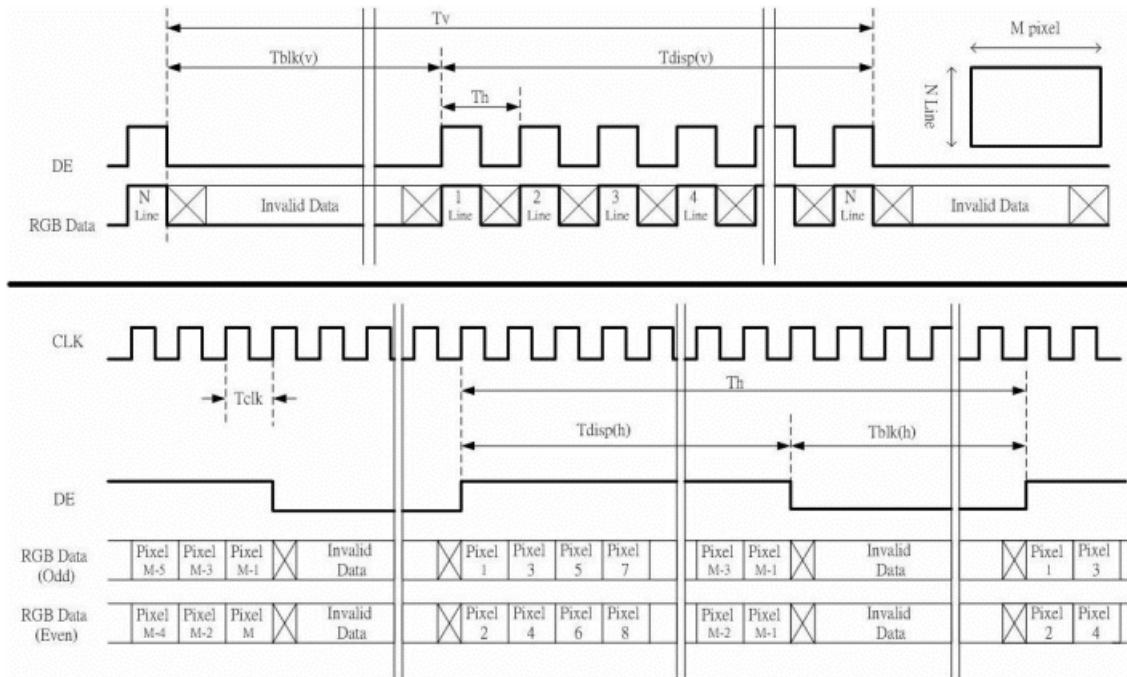 Tv
M pixel
Tblk(v)
Tdisp(v)
Th
N Line
DE
RGB Data
N Line
Invalid Data
1 Line
2 Line
3 Line
4 Line
N Line
Invalid Data
CLK
Tclk
Th
Tdisp(h)
Tblk(h)
DE
RGB Data (Odd)
Pixel M-5
Pixel M-3
Pixel M-1
Invalid Data
Pixel 1
Pixel 3
Pixel 5
Pixel 7
Pixel M-3
Pixel M-1
Invalid Data
Pixel 1
Pixel 3
RGB Data (Even)
Pixel M-4
Pixel M-2
Pixel M
Invalid Data
Pixel 2
Pixel 4
Pixel 6
Pixel 8
Pixel M-2
Pixel M-1
Invalid Data
Pixel 2
Pixel 4